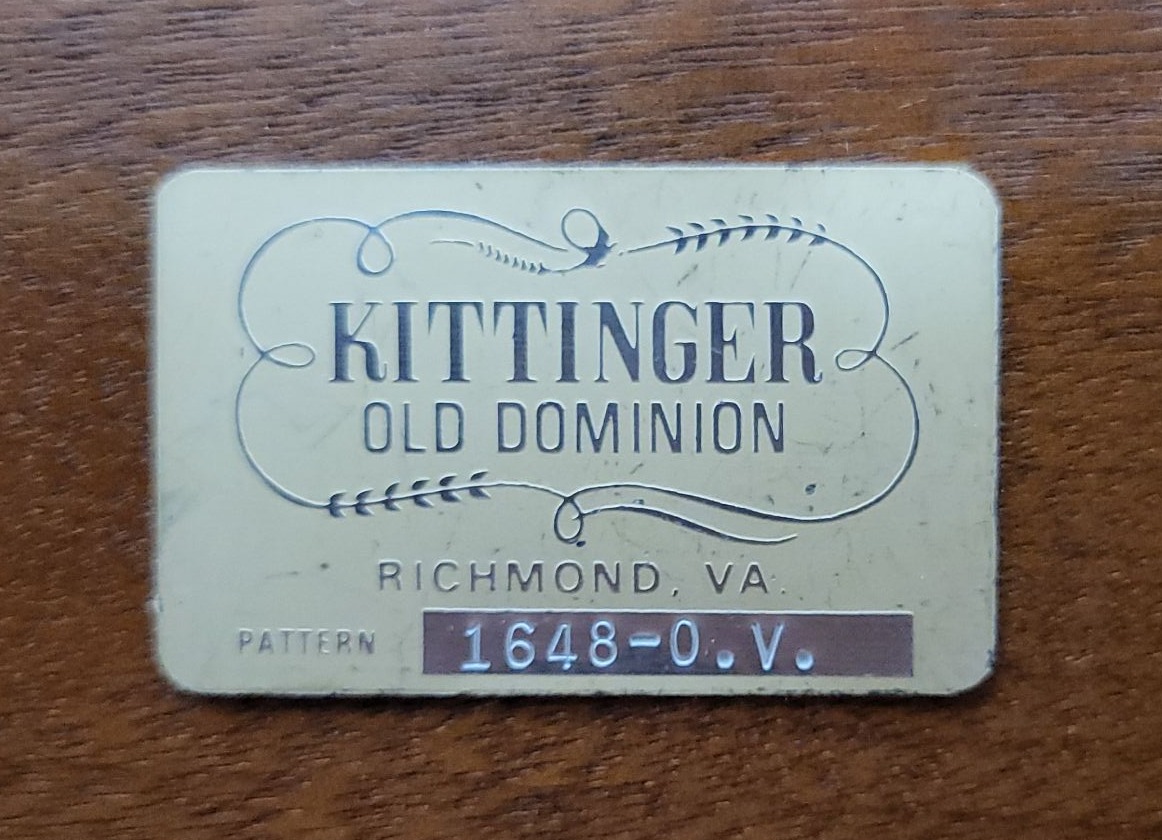 KITTINGER
OLD DOMINION
RICHMOND, VA.
PATTERN 1648-O.V.